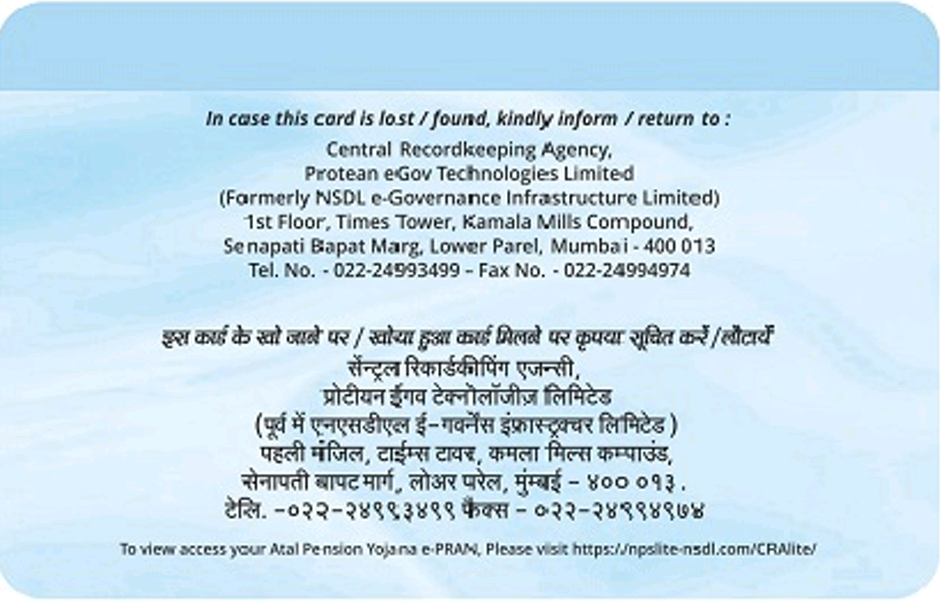 In case this card is lost / found, kindly inform / return to :
Central Recordkeeping Agency,
Protean eGov Technologies Limited
(Formerly NSDL e-Governance Infrastructure Limited)
1st Floor, Times Tower, Kamala Mills Compound,
Senapati Bapat Marg, Lower Parel, Mumbai - 400 013
Tel. No. - 022-24993499 – Fax No. - 022-24994974
इस कार्ड के खो जाने पर / खोया हुआ कार्ड मिलने पर कृपया सूचित करें /लौटायें
सेंन्ट्रल रिकार्डकीपिंग एजन्सी,
प्रोटीयन ईगव टेक्नोलॉजीज़ लिमिटेड
(पूर्व में एनएसडीएल ई-गवर्नेंस इंफ्रास्ट्रक्चर लिमिटेड )
पहली मंजिल, टाईम्स टावर, कमला मिल्स कम्पाउंड,
सेनापती बापट मार्ग, लोअर परेल, मुंम्बई - ४०० ०१३ .
टेलि. -०२२-२४९९३४९९ फैक्स - ०२२-२४९९४९७४
To view access your Atal Pension Yojana e-PRAN, Please visit https://npslite-nsdl.com/CRAlite/